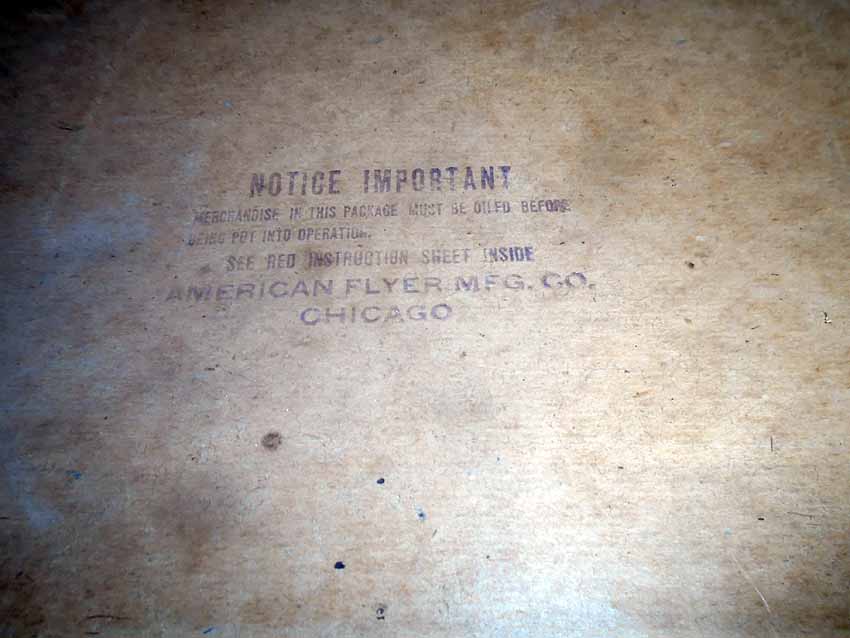 NOTICE IMPORTANT
MERCHANDISE IN THIS PACKAGE MUST BE OILED BEFORE
BEING PUT INTO OPERATION.
SEE RED INSTRUCTION SHEET INSIDE
AMERICAN FLYER MFG. CO.
CHICAGO